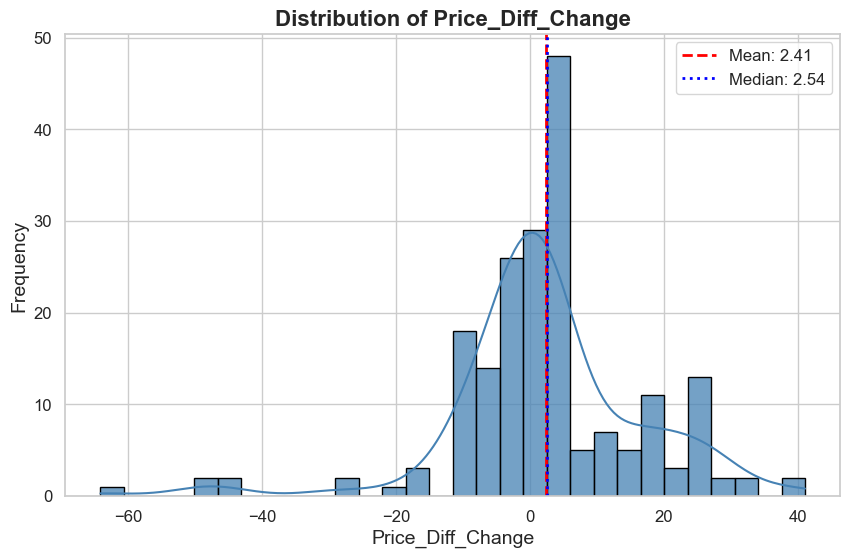 Distribution of Price_Diff_Change
Mean: 2.41
Median: 2.54
Frequency
50
40
30
20
10
0
−60
−40
−20
0
20
40
Price_Diff_Change